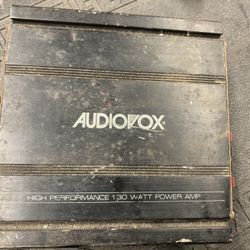 AUDIOVOX
HIGH PERFORMANCE 130 WATT POWER AMP